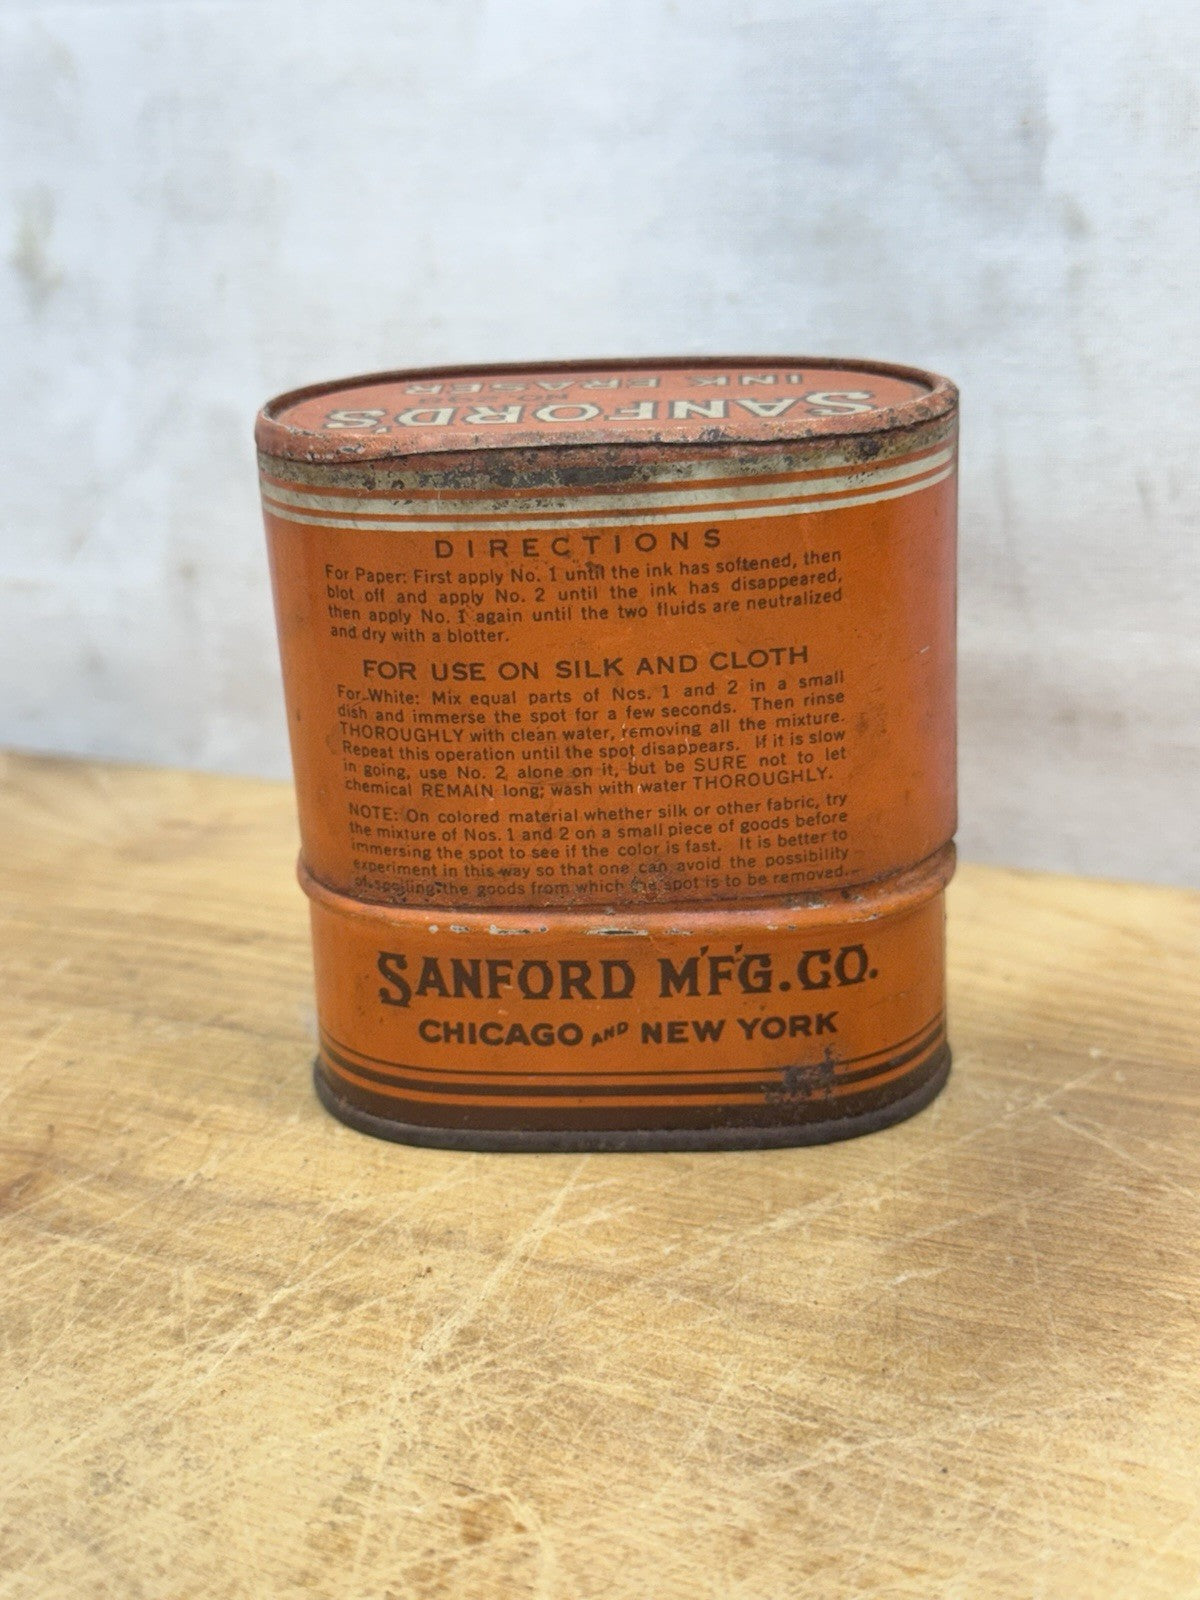 SANFORD'S
NO. 298
INK ERASER
DIRECTIONS
For Paper: First apply No. 1 until the ink has softened, then
blot off and apply No. 2 until the ink has disappeared,
then apply No. 1 again until the two fluids are neutralized
and dry with a blotter.
FOR USE ON SILK AND CLOTH
For White: Mix equal parts of Nos. 1 and 2 in a small
dish and immerse the spot for a few seconds. Then rinse
THOROUGHLY with clean water, removing all the mixture.
Repeat this operation until the spot disappears. If it is slow
in going, use No. 2 alone on it, but be SURE not to let
chemical REMAIN long; wash with water THOROUGHLY.
NOTE: On colored material whether silk or other fabric, try
the mixture of Nos. 1 and 2 on a small piece of goods before
immersing the spot to see if the color is fast. It is better to
experiment in this way so that one can avoid the possibility
of spoiling the goods from which the spot is to be removed.
SANFORD M'F'G. CO.
CHICAGO AND NEW YORK